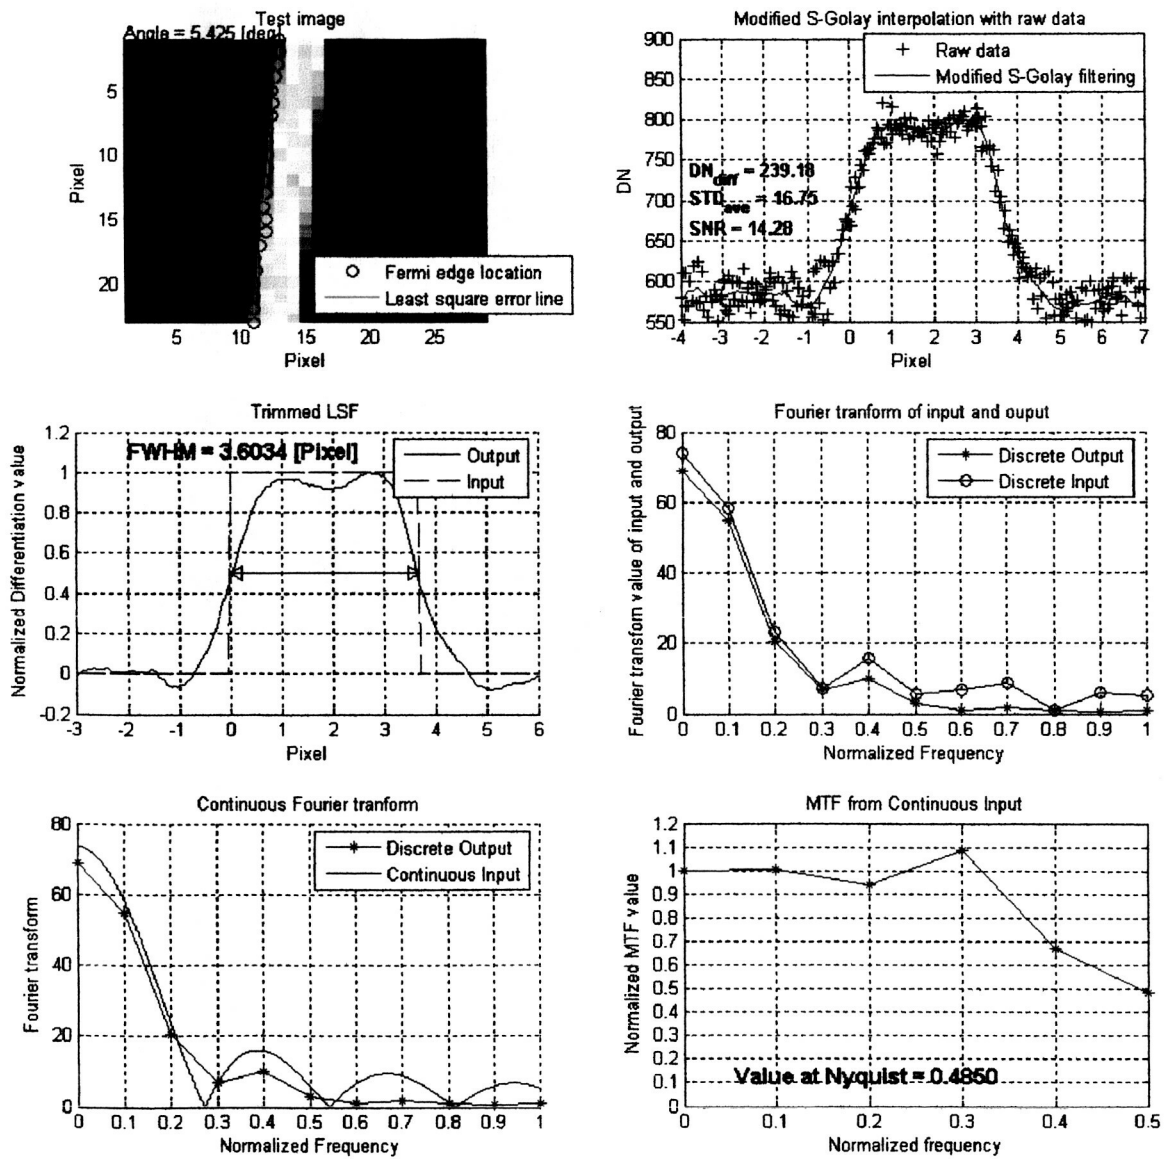 Test image
Angle = 5.425 [deg]
Pixel
5
10
15
20
5 10 15 20 25
Pixel
Fermi edge location
Least square error line
Modified S-Golay interpolation with raw data
DN
900
850
800
750
700
650
600
550
Raw data
Modified S-Golay filtering
DN diff = 239.18
STD ave = 16.75
SNR = 14.28
-4 -3 -2 -1 0 1 2 3 4 5 6 7
Pixel
Trimmed LSF
Normalized Differentiation value
1.2
1
0.8
0.6
0.4
0.2
0
-0.2
FWHM = 3.6034 [Pixel]
Output
Input
-3 -2 -1 0 1 2 3 4 5 6
Pixel
Fourier tranform of input and ouput
Fourier transform value of input and output
80
60
40
20
0
Discrete Output
Discrete Input
0 0.1 0.2 0.3 0.4 0.5 0.6 0.7 0.8 0.9 1
Normalized Frequency
Continuous Fourier tranform
Fourier transform
80
60
40
20
0
Discrete Output
Continuous Input
0 0.1 0.2 0.3 0.4 0.5 0.6 0.7 0.8 0.9 1
Normalized Frequency
MTF from Continuous Input
Normalized MTF value
1.2
1.1
1
0.9
0.8
0.7
0.6
0.5
0.4
0.3
0.2
0.1
0
Value at Nyquist = 0.4850
0 0.1 0.2 0.3 0.4 0.5
Normalized frequency